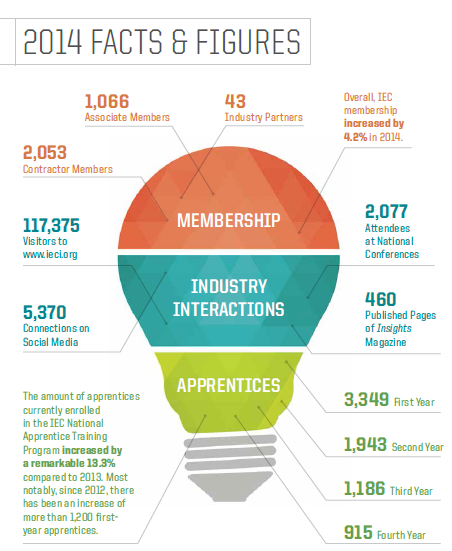 2014 FACTS & FIGURES
1,066
Associate Members
43
Industry Partners
Overall, IEC
membership
increased by
4.2% in 2014.
2,053
Contractor Members
MEMBERSHIP
117,375
Visitors to
www.ieci.org
2,077
Attendees
at National
Conferences
INDUSTRY
INTERACTIONS
5,370
Connections on
Social Media
460
Published Pages
of Insights
Magazine
APPRENTICES
The amount of apprentices
currently enrolled
in the IEC National
Apprentice Training
Program increased by
a remarkable 13.3%
compared to 2013. Most
notably, since 2012, there
has been an increase of
more than 1,200 first-
year apprentices.
3,349 First Year
1,943 Second Year
1,186 Third Year
915 Fourth Year